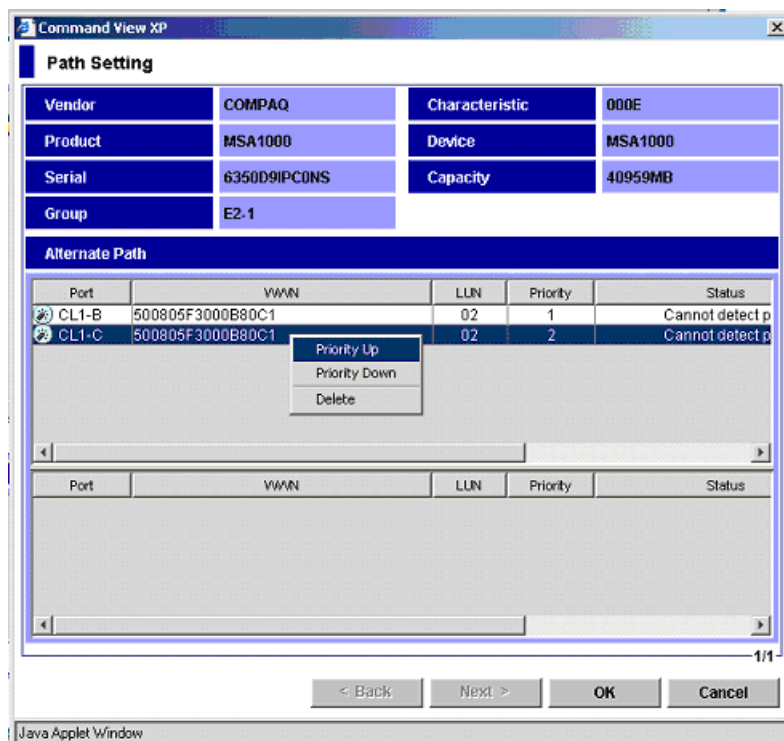 Command View XP
Path Setting
Vendor COMPAQ Characteristic 000E
Product MSA1000 Device MSA1000
Serial 6350D9IPC0NS Capacity 40959MB
Group E2-1
Alternate Path
Port WWN LUN Priority Status
CL1-B 500805F3000B80C1 02 1 Cannot detect p
CL1-C 500805F3000B80C1 02 2 Cannot detect p
Priority Up
Priority Down
Delete
Port WWN LUN Priority Status
1/1
< Back Next > OK Cancel
Java Applet Window